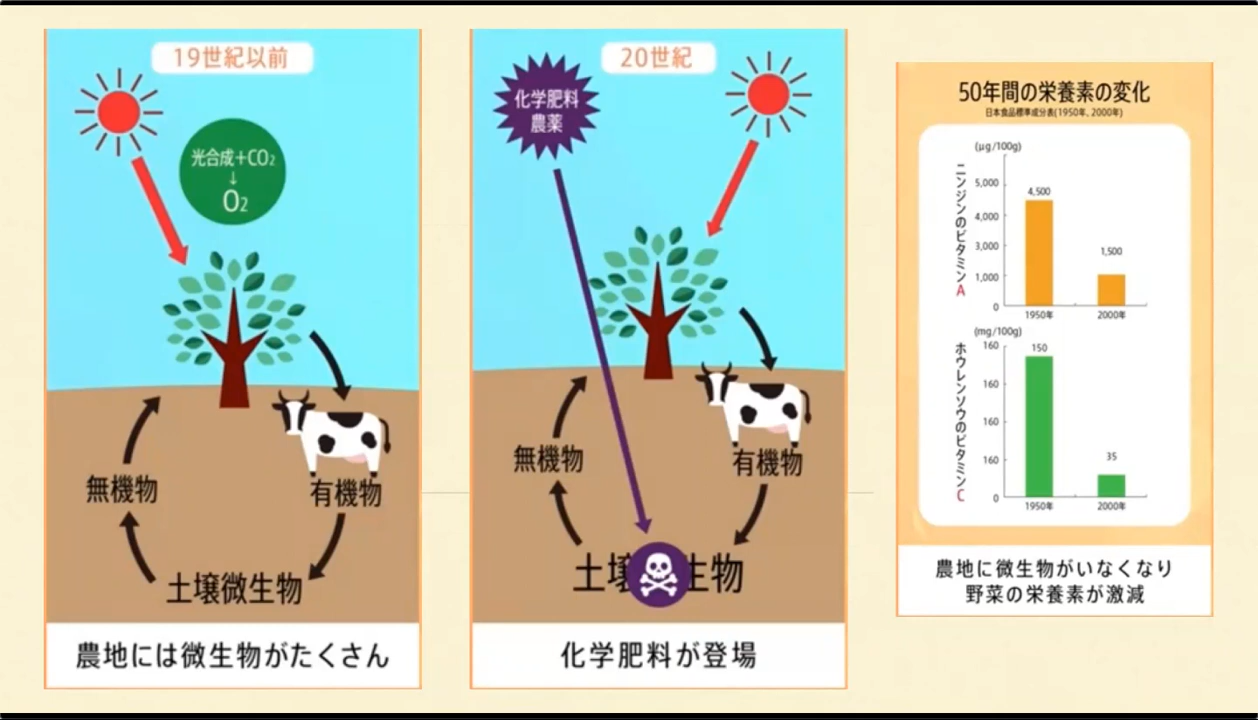 19世紀以前
光合成+CO₂
↓
O₂
無機物
有機物
土壌微生物
農地には微生物がたくさん
20世紀
化学肥料
農薬
無機物
有機物
土壌 生物
化学肥料が登場
50年間の栄養素の変化
日本食品標準成分表(1950年、2000年)
(μg/100g)
ニンジンのビタミンA
5,000
4,000
3,000
1,000
0
4,500
1,500
1950年
2000年
(mg/100g)
ホウレンソウのビタミンC
160
160
160
160
0
150
35
1950年
2000年
農地に微生物がいなくなり
野菜の栄養素が激減